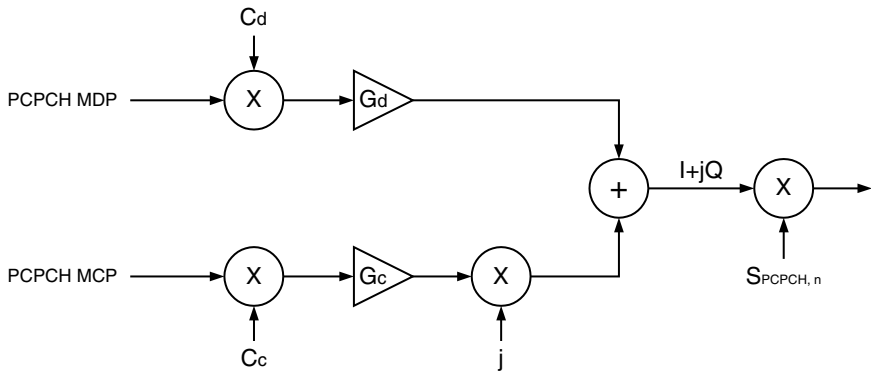 Cd
PCPCH MDP
X
Gd
+
I+jQ
X
PCPCH MCP
X
Gc
X
SPCPCH, n
Cc
j